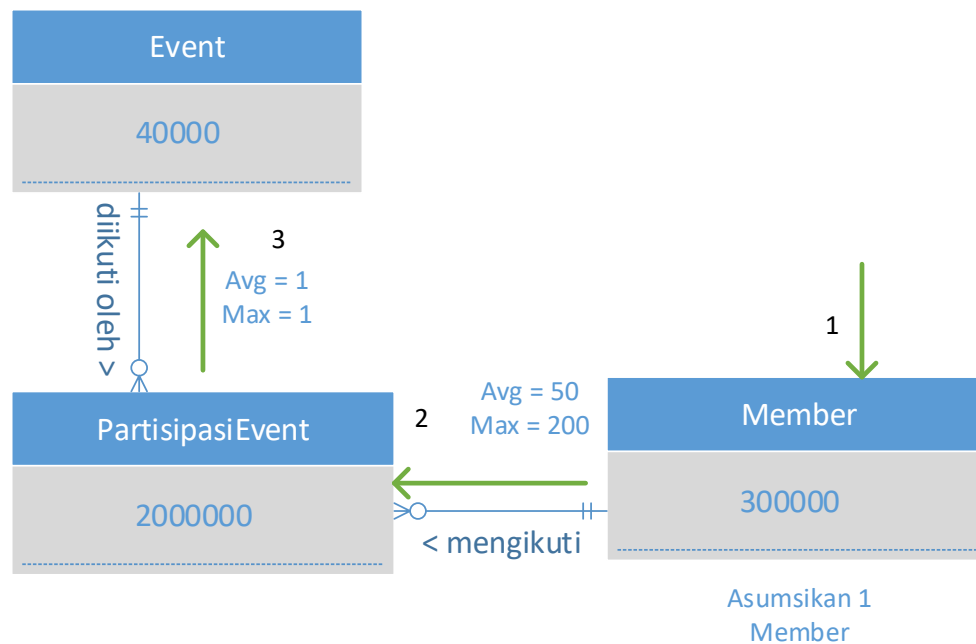 Event
40000
diikuti oleh >
3
Avg = 1
Max = 1
1
PartisipasiEvent
2000000
2
Avg = 50
Max = 200
Member
300000
< mengikuti
Asumsikan 1
Member